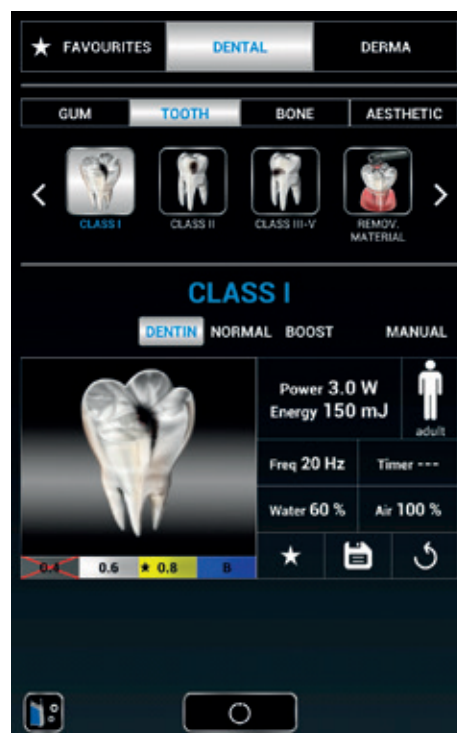 ★ FAVOURITES DENTAL DERMA
GUM TOOTH BONE AESTHETIC
CLASS I CLASS II CLASS III-V REMOV. MATERIAL
CLASS I
DENTIN NORMAL BOOST MANUAL
Power 3.0 W
Energy 150 mJ
adult
Freq 20 Hz Timer ---
Water 60 % Air 100 %
0.4 0.6 ★ 0.8 B